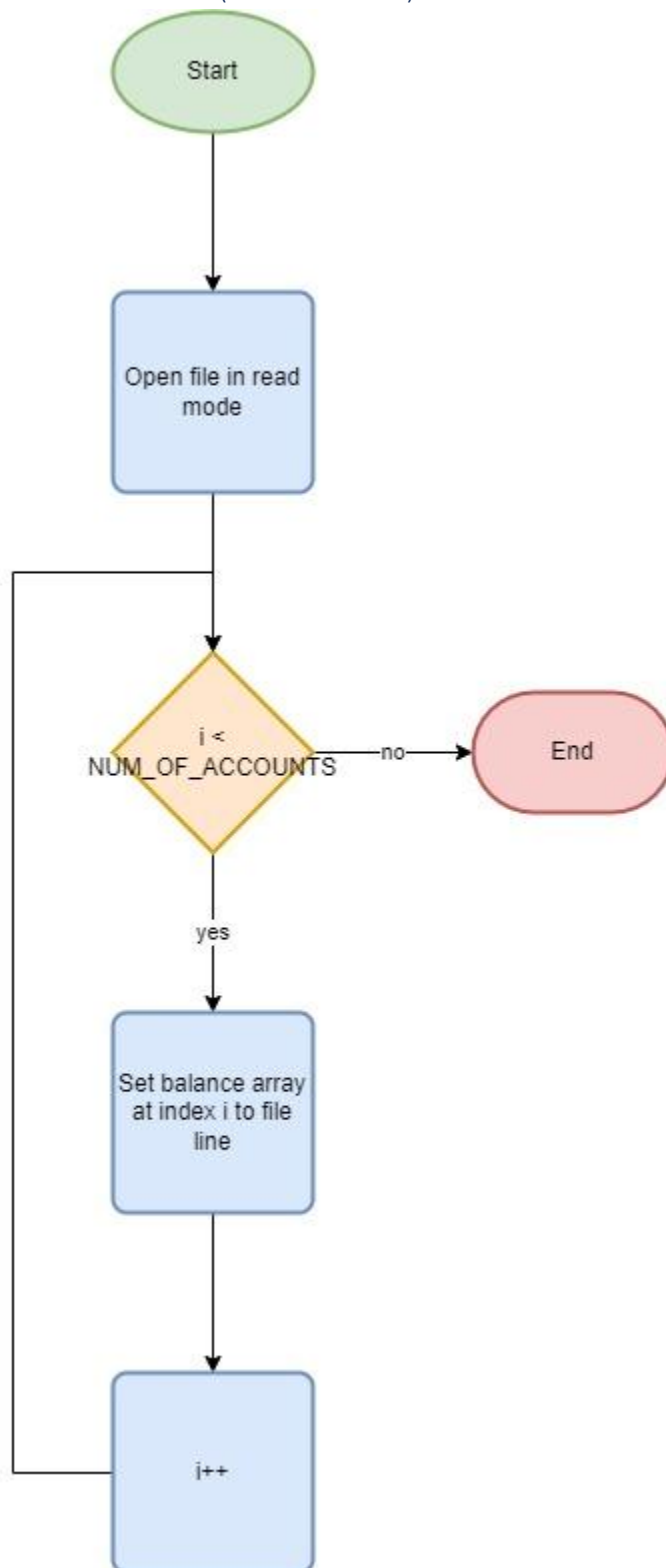 Start
Open file in read
mode
i <
NUM_OF_ACCOUNTS
no
End
yes
Set balance array
at index i to file
line
i++